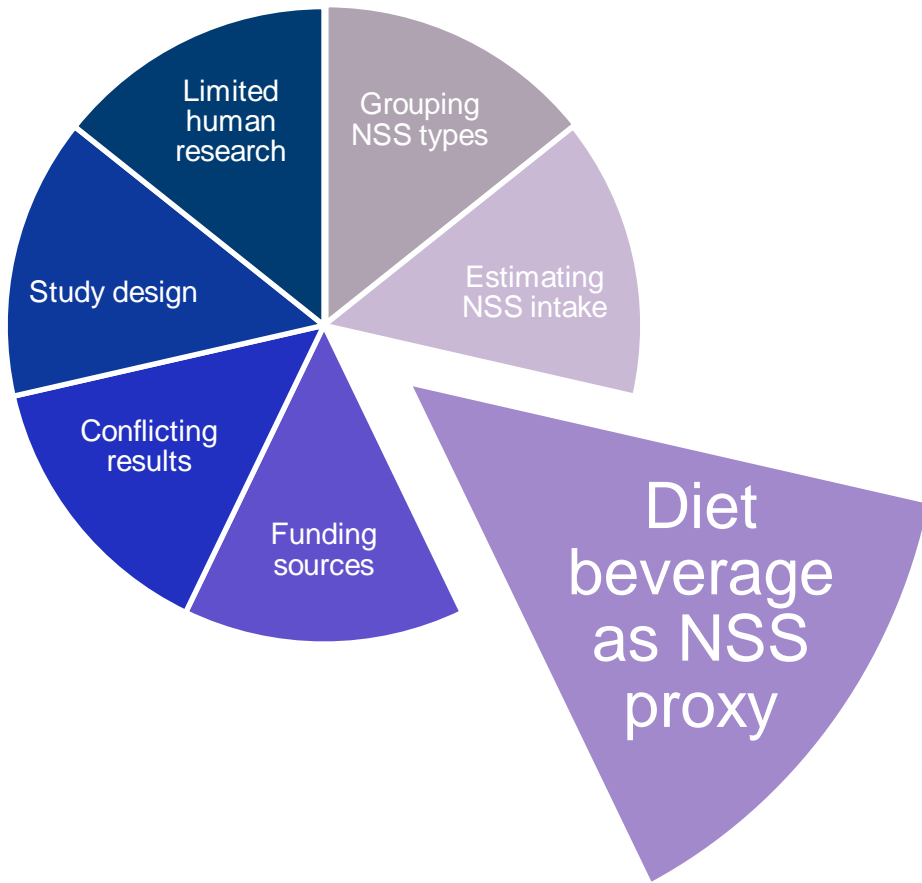 Limited
human
research
Grouping
NSS types
Study design
Estimating
NSS intake
Conflicting
results
Funding
sources
Diet
beverage
as NSS
proxy